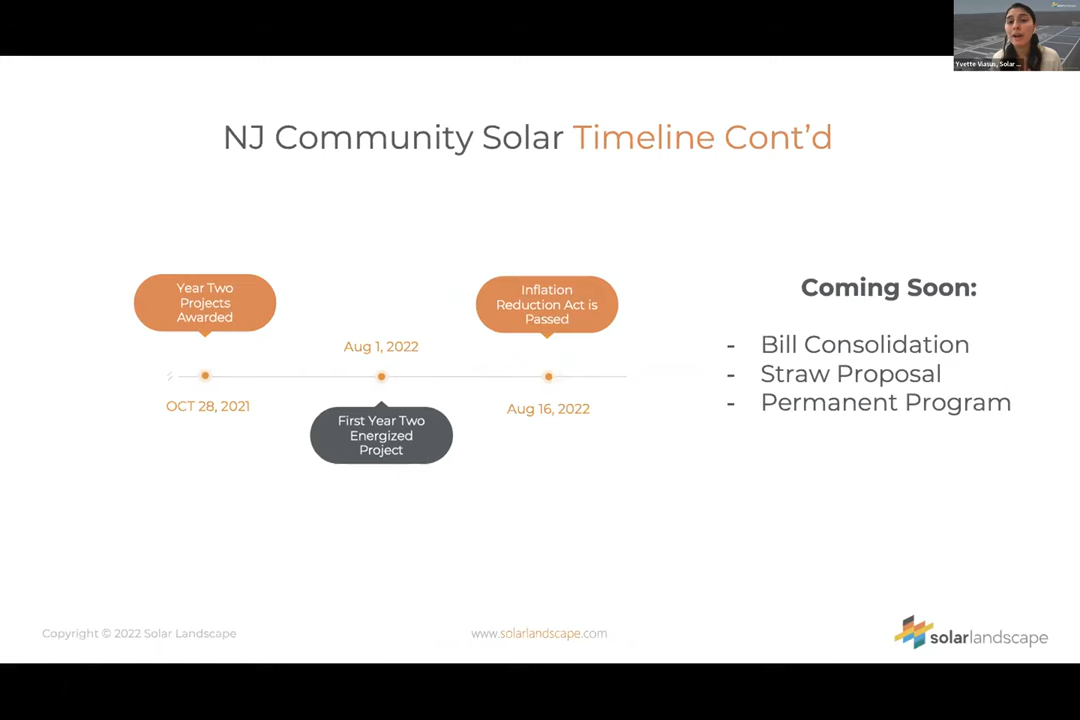 Yvette Viasus, Solar ...
NJ Community Solar Timeline Cont'd
Year Two
Projects
Awarded
OCT 28, 2021
Aug 1, 2022
First Year Two
Energized
Project
Inflation
Reduction Act is
Passed
Aug 16, 2022
Coming Soon:
- Bill Consolidation
- Straw Proposal
- Permanent Program
Copyright © 2022 Solar Landscape
www.solarlandscape.com
solarlandscape